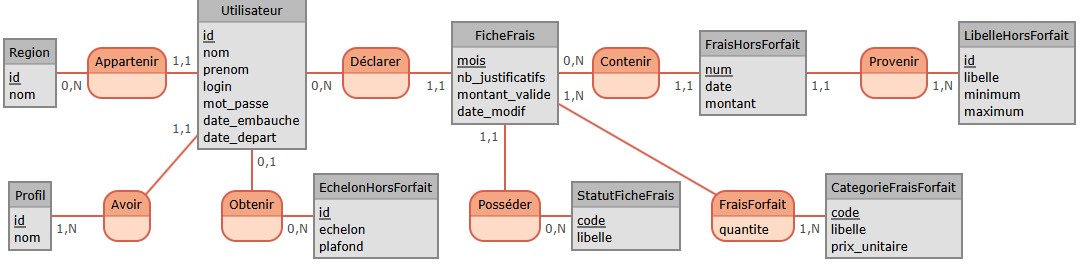 Utilisateur
id
nom
prenom
login
mot_passe
date_embauche
date_depart
Region
id
nom
0,N
Appartenir
1,1
0,N
Déclarer
1,1
FicheFrais
mois
nb_justificatifs
montant_valide
date_modif
0,N
Contenir
1,1
FraisHorsForfait
num
date
montant
1,1
Provenir
1,N
LibelleHorsForfait
id
libelle
minimum
maximum
1,1
0,1
1,1
1,N
Profil
id
nom
1,N
Avoir
Obtenir
0,N
EchelonHorsForfait
id
echelon
plafond
Posséder
0,N
StatutFicheFrais
code
libelle
FraisForfait
quantite
1,N
CategorieFraisForfait
code
libelle
prix_unitaire